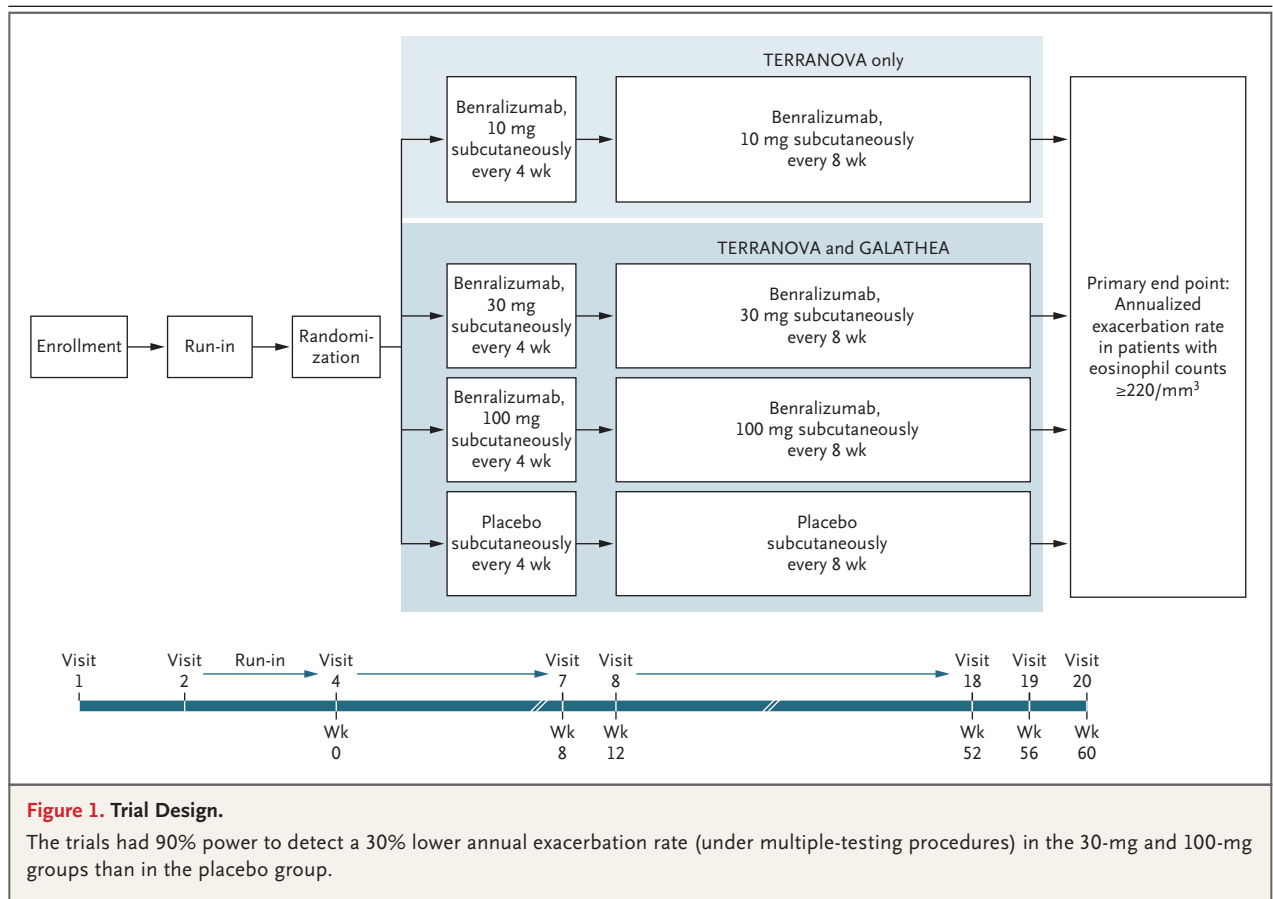 TERRANOVA only
Benralizumab,
10 mg
subcutaneously
every 4 wk
Benralizumab,
10 mg subcutaneously
every 8 wk
TERRANOVA and GALATHEA
Enrollment
Run-in
Randomi-
zation
Benralizumab,
30 mg
subcutaneously
every 4 wk
Benralizumab,
30 mg subcutaneously
every 8 wk
Benralizumab,
100 mg
subcutaneously
every 4 wk
Benralizumab,
100 mg subcutaneously
every 8 wk
Placebo
subcutaneously
every 4 wk
Placebo
subcutaneously
every 8 wk
Primary end point:
Annualized
exacerbation rate
in patients with
eosinophil counts
≥220/mm³
Visit
1
Visit
2
Run-in
Visit
4
Visit
7
Visit
8
Visit
18
Visit
19
Visit
20
Wk
0
Wk
8
Wk
12
Wk
52
Wk
56
Wk
60
Figure 1. Trial Design.
The trials had 90% power to detect a 30% lower annual exacerbation rate (under multiple-testing procedures) in the 30-mg and 100-mg
groups than in the placebo group.